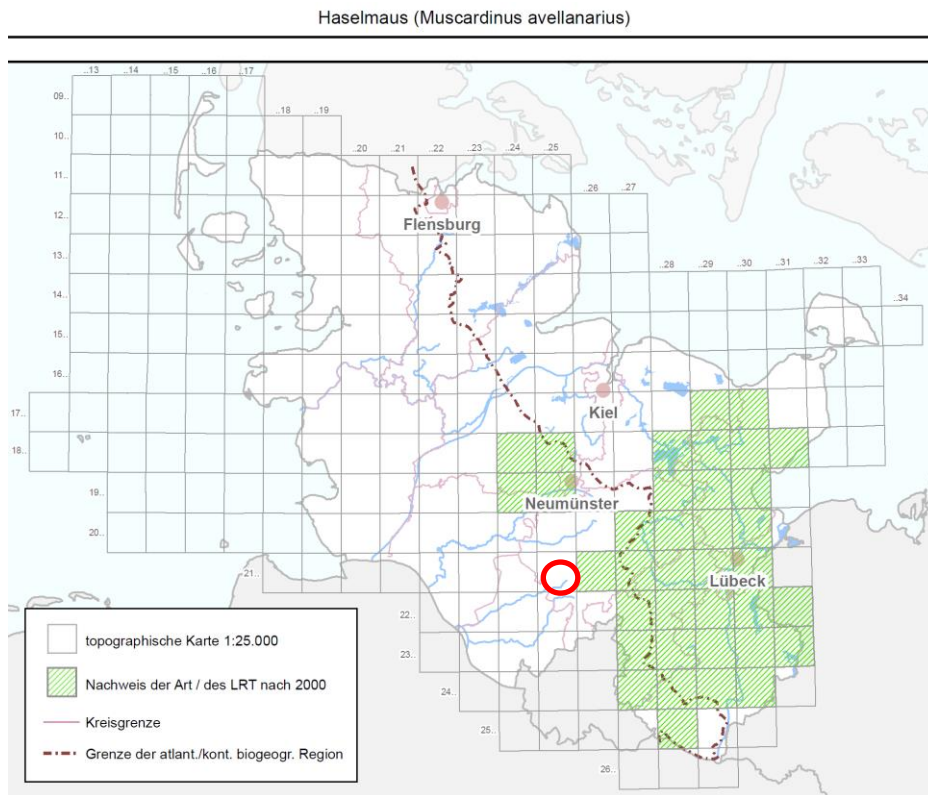 Haselmaus (Muscardinus avellanarius)
..13 ..14 ..15 ..16 ..17
09..
..18 ..19
10..
..20 ..21 ..22 ..23 ..24 ..25
11..
..26 ..27
12..
Flensburg
13..
..28 ..29 ..30 ..31 ..32 ..33
14..
..34
15..
16..
17..
Kiel
18..
19..
Neumünster
20..
21..
Lübeck
22..
23..
24..
25..
26..
topographische Karte 1:25.000
Nachweis der Art / des LRT nach 2000
Kreisgrenze
Grenze der atlant./kont. biogeogr. Region